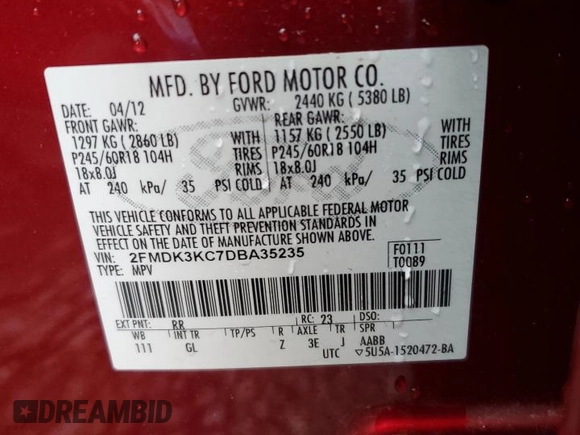 MFD. BY FORD MOTOR CO.
DATE: 04/12 GVWR: 2440 KG ( 5380 LB)
FRONT GAWR: REAR GAWR:
1297 KG ( 2860 LB) WITH 1157 KG ( 2550 LB) WITH
P245/60R18 104H TIRES P245/60R18 104H TIRES
18x8.0J RIMS 18x8.0J RIMS
AT 240 kPa/ 35 PSI COLD AT 240 kPa/ 35 PSI COLD
THIS VEHICLE CONFORMS TO ALL APPLICABLE FEDERAL MOTOR
VEHICLE SAFETY AND THEFT PREVENTION STANDARDS IN
EFFECT ON THE DATE OF MANUFACTURE SHOWN ABOVE.
VIN: 2FMDK3KC7DBA35235 F0111
TYPE: MPV T0089
EXT PNT: RR RC: 23 DSO:
WB INT TR TP/PS R AXLE TR SPR
111 GL Z 3E J AABB
UTC ▽5U5A-1520472-BA
DREAMBID